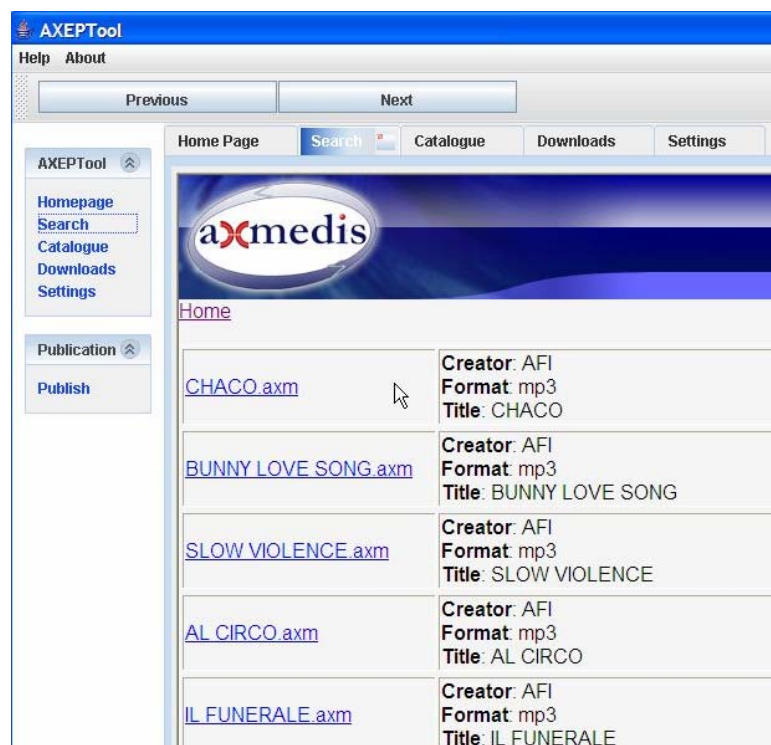 AXEPTool
Help About
Previous Next
Home Page Search Catalogue Downloads Settings
AXEPTool
Homepage
Search
Catalogue
Downloads
Settings
Publication
Publish
axmedis
Home
CHACO.axm
Creator: AFI
Format: mp3
Title: CHACO
BUNNY LOVE SONG.axm
Creator: AFI
Format: mp3
Title: BUNNY LOVE SONG
SLOW VIOLENCE.axm
Creator: AFI
Format: mp3
Title: SLOW VIOLENCE
AL CIRCO.axm
Creator: AFI
Format: mp3
Title: AL CIRCO
IL FUNERALE.axm
Creator: AFI
Format: mp3
Title: IL FUNERALE